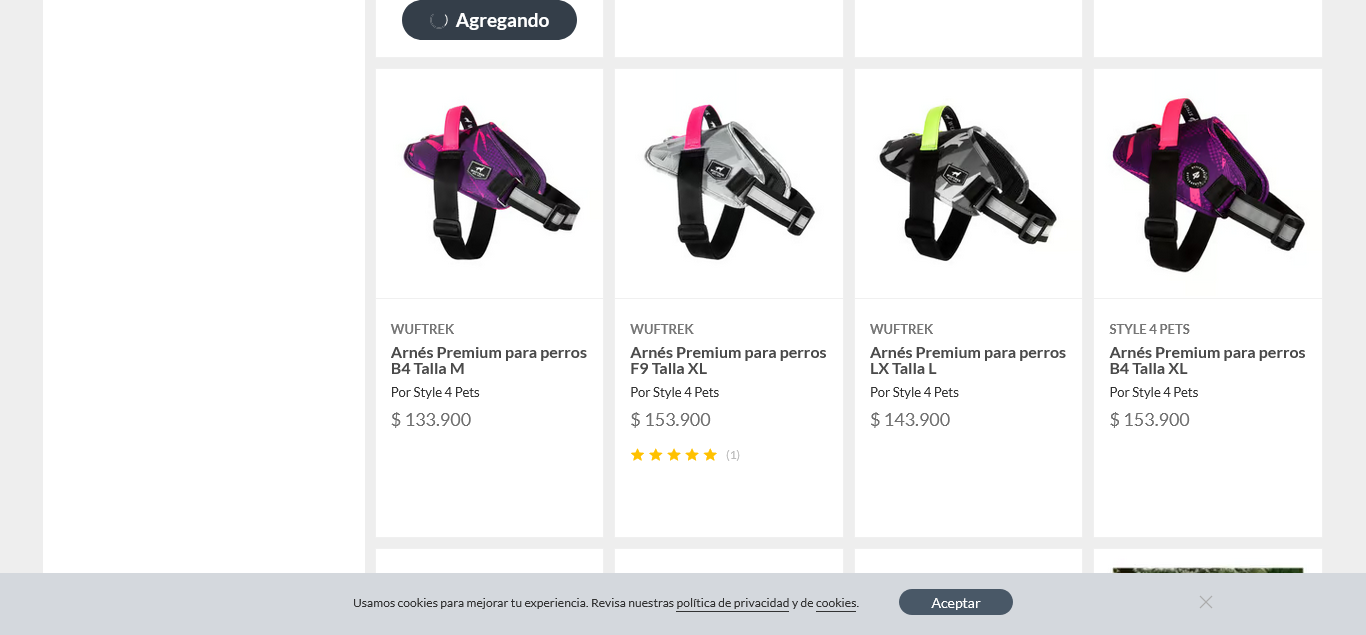 Agregando
WUFTREK
Arnés Premium para perros
B4 Talla M
Por Style 4 Pets
$ 133.900
WUFTREK
Arnés Premium para perros
F9 Talla XL
Por Style 4 Pets
$ 153.900
(1)
WUFTREK
Arnés Premium para perros
LX Talla L
Por Style 4 Pets
$ 143.900
STYLE 4 PETS
Arnés Premium para perros
B4 Talla XL
Por Style 4 Pets
$ 153.900
Usamos cookies para mejorar tu experiencia. Revisa nuestras política de privacidad y de cookies.
Aceptar